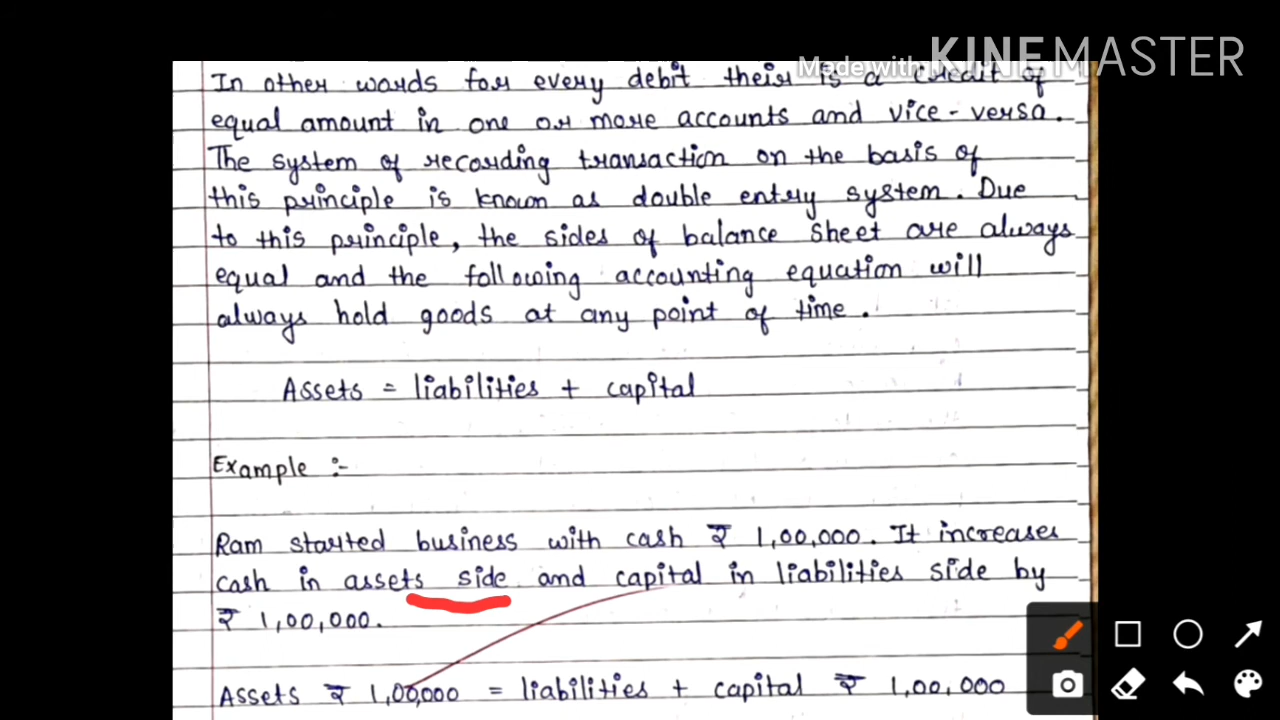 Made with KINEMASTER
In other words for every debit their is a credit of
equal amount in one or more accounts and vice-versa.
The system of recording transaction on the basis of
this principle is known as double entry system. Due
to this principle, the sides of balance sheet are always
equal and the following accounting equation will
always hold goods at any point of time.
Assets = liabilities + capital
Example :-
Ram started business with cash ₹ 1,00,000. It increases
cash in assets side and capital in liabilities side by
₹ 1,00,000.
Assets ₹ 1,00,000 = liabilities + capital ₹ 1,00,000